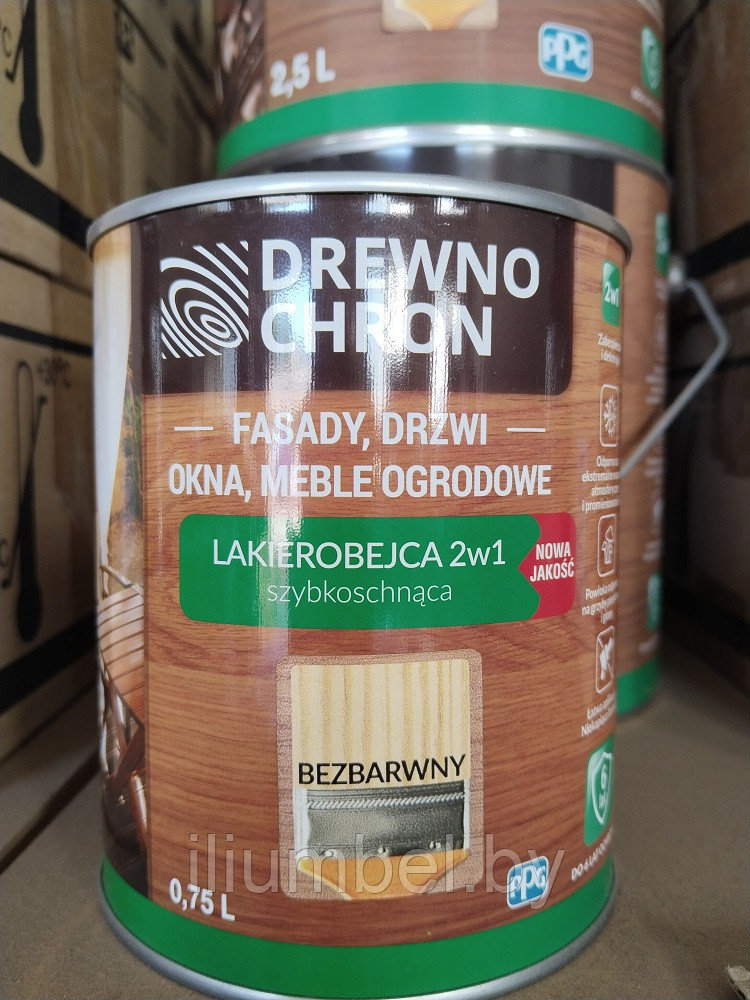 2,5 L
PPG
DREWNO
CHRON
2w1
FASADY, DRZWI
OKNA, MEBLE OGRODOWE
LAKIEROBEJCA 2w1
szybkoschnąca
NOWA
JAKOŚĆ
BEZBARWNY
0,75 L
PPG
iliumbel.by